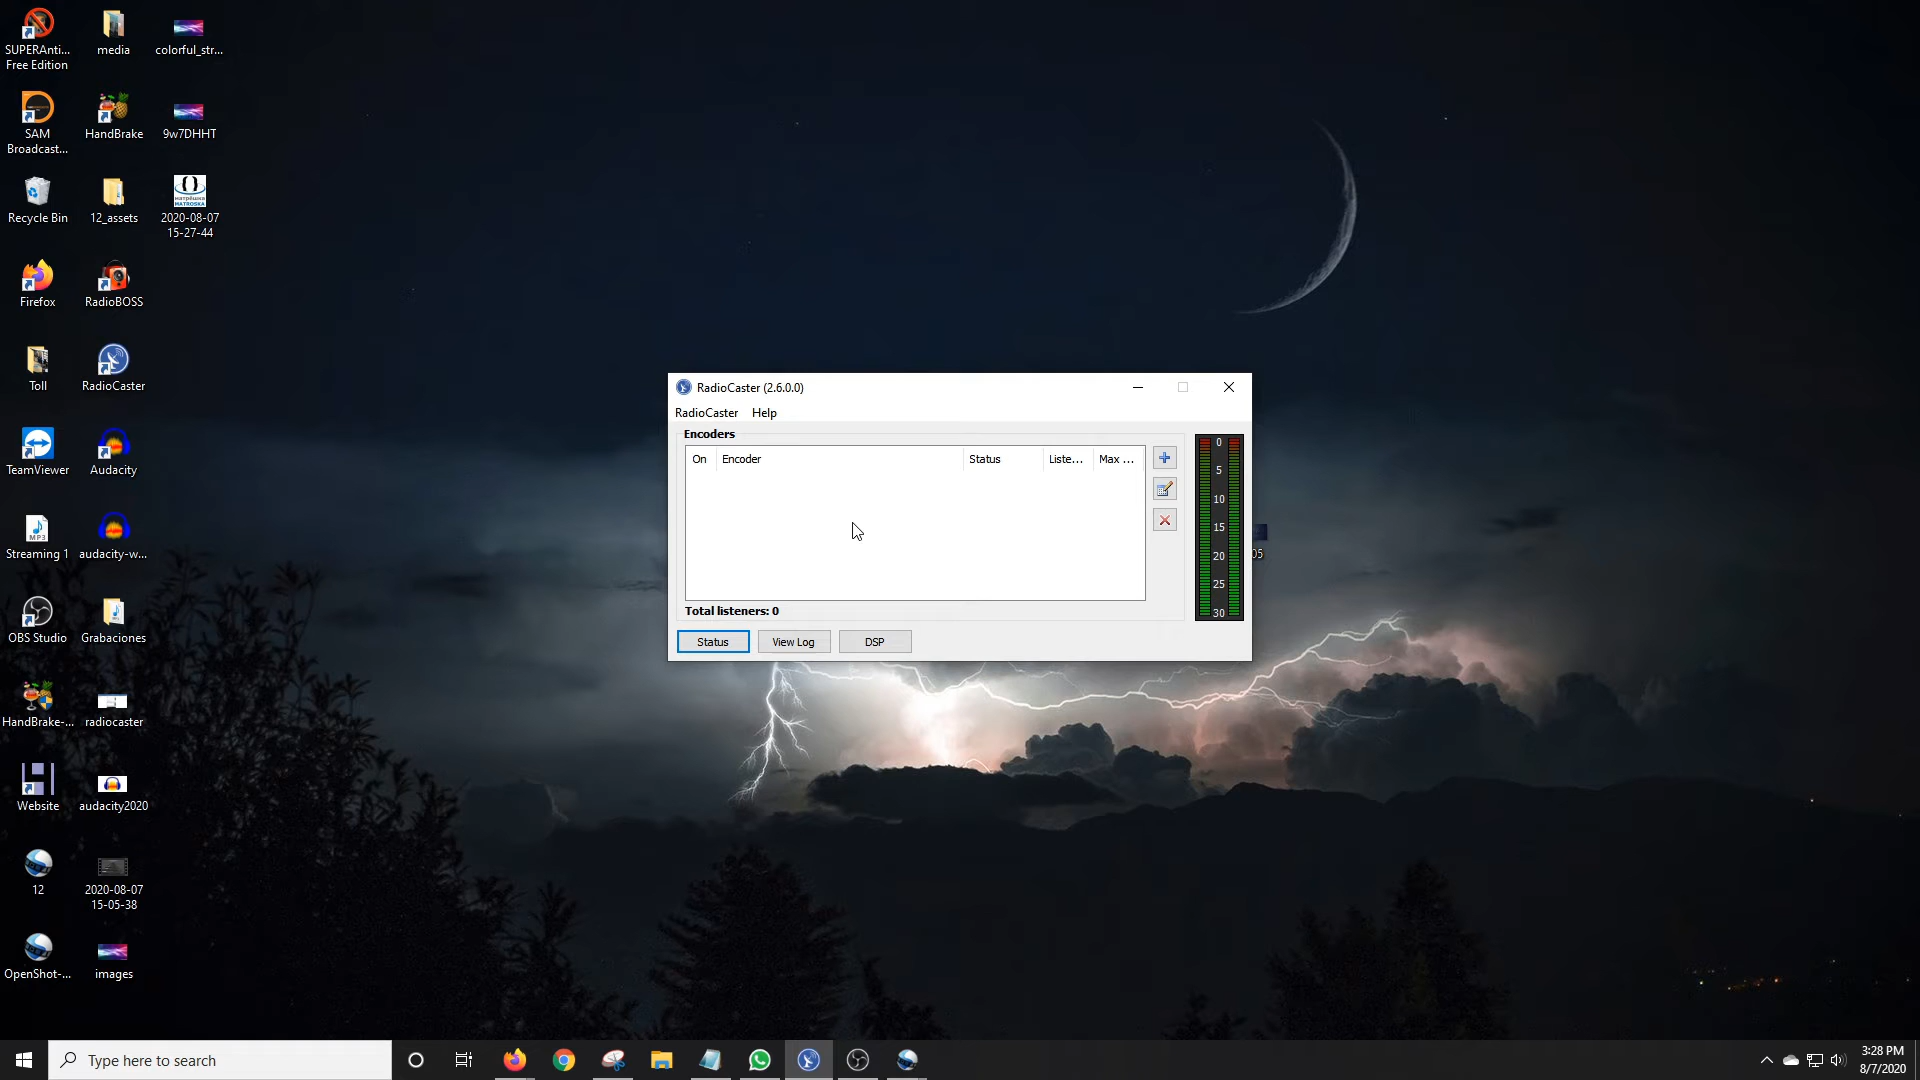 SUPERAnti...
Free Edition
media
colorful_str...
SAM
Broadcast...
HandBrake
9w7DHHT
Recycle Bin
12_assets
матрёшка
MATROSKA
2020-08-07
15-27-44
Firefox
RadioBOSS
Toll
RadioCaster
TeamViewer
Audacity
MP3
Streaming 1
audacity-w...
OBS Studio
Grabaciones
HandBrake-...
radiocaster
Website
audacity2020
12
2020-08-07
15-05-38
OpenShot-...
images
RadioCaster (2.6.0.0)
RadioCaster Help
Encoders
On Encoder Status Liste... Max ...
0
5
10
15
20
25
30
05
Total listeners: 0
Status View Log DSP
Type here to search
3:28 PM
8/7/2020